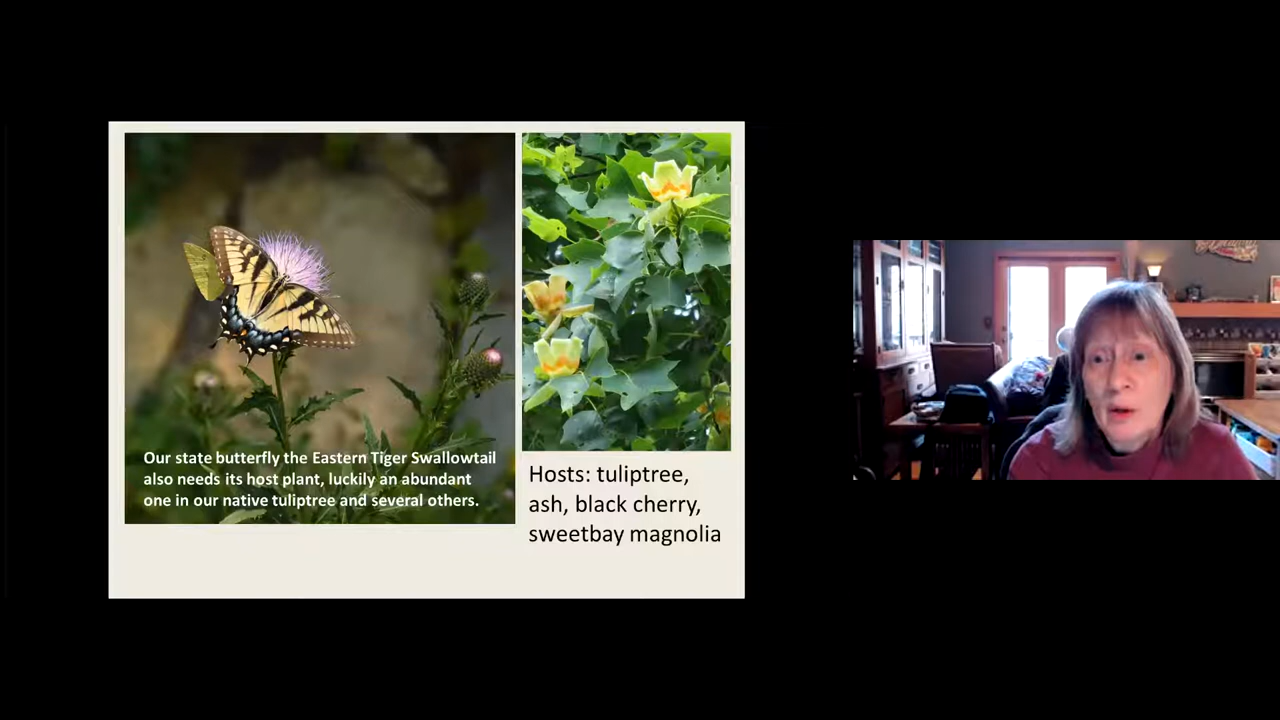 Our state butterfly the Eastern Tiger Swallowtail
also needs its host plant, luckily an abundant
one in our native tuliptree and several others.
Hosts: tuliptree,
ash, black cherry,
sweetbay magnolia